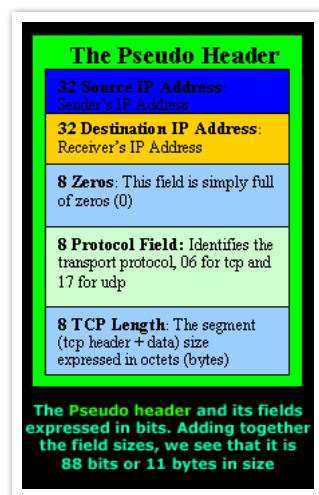 The Pseudo Header
32 Source IP Address:
Sender's IP Address
32 Destination IP Address:
Receiver's IP Address
8 Zeros: This field is simply full
of zeros (0)
8 Protocol Field: Identifies the
transport protocol, 06 for tcp and
17 for udp
8 TCP Length: The segment
(tcp header + data) size
expressed in octets (bytes)
The Pseudo header and its fields
expressed in bits. Adding together
the field sizes, we see that it is
88 bits or 11 bytes in size